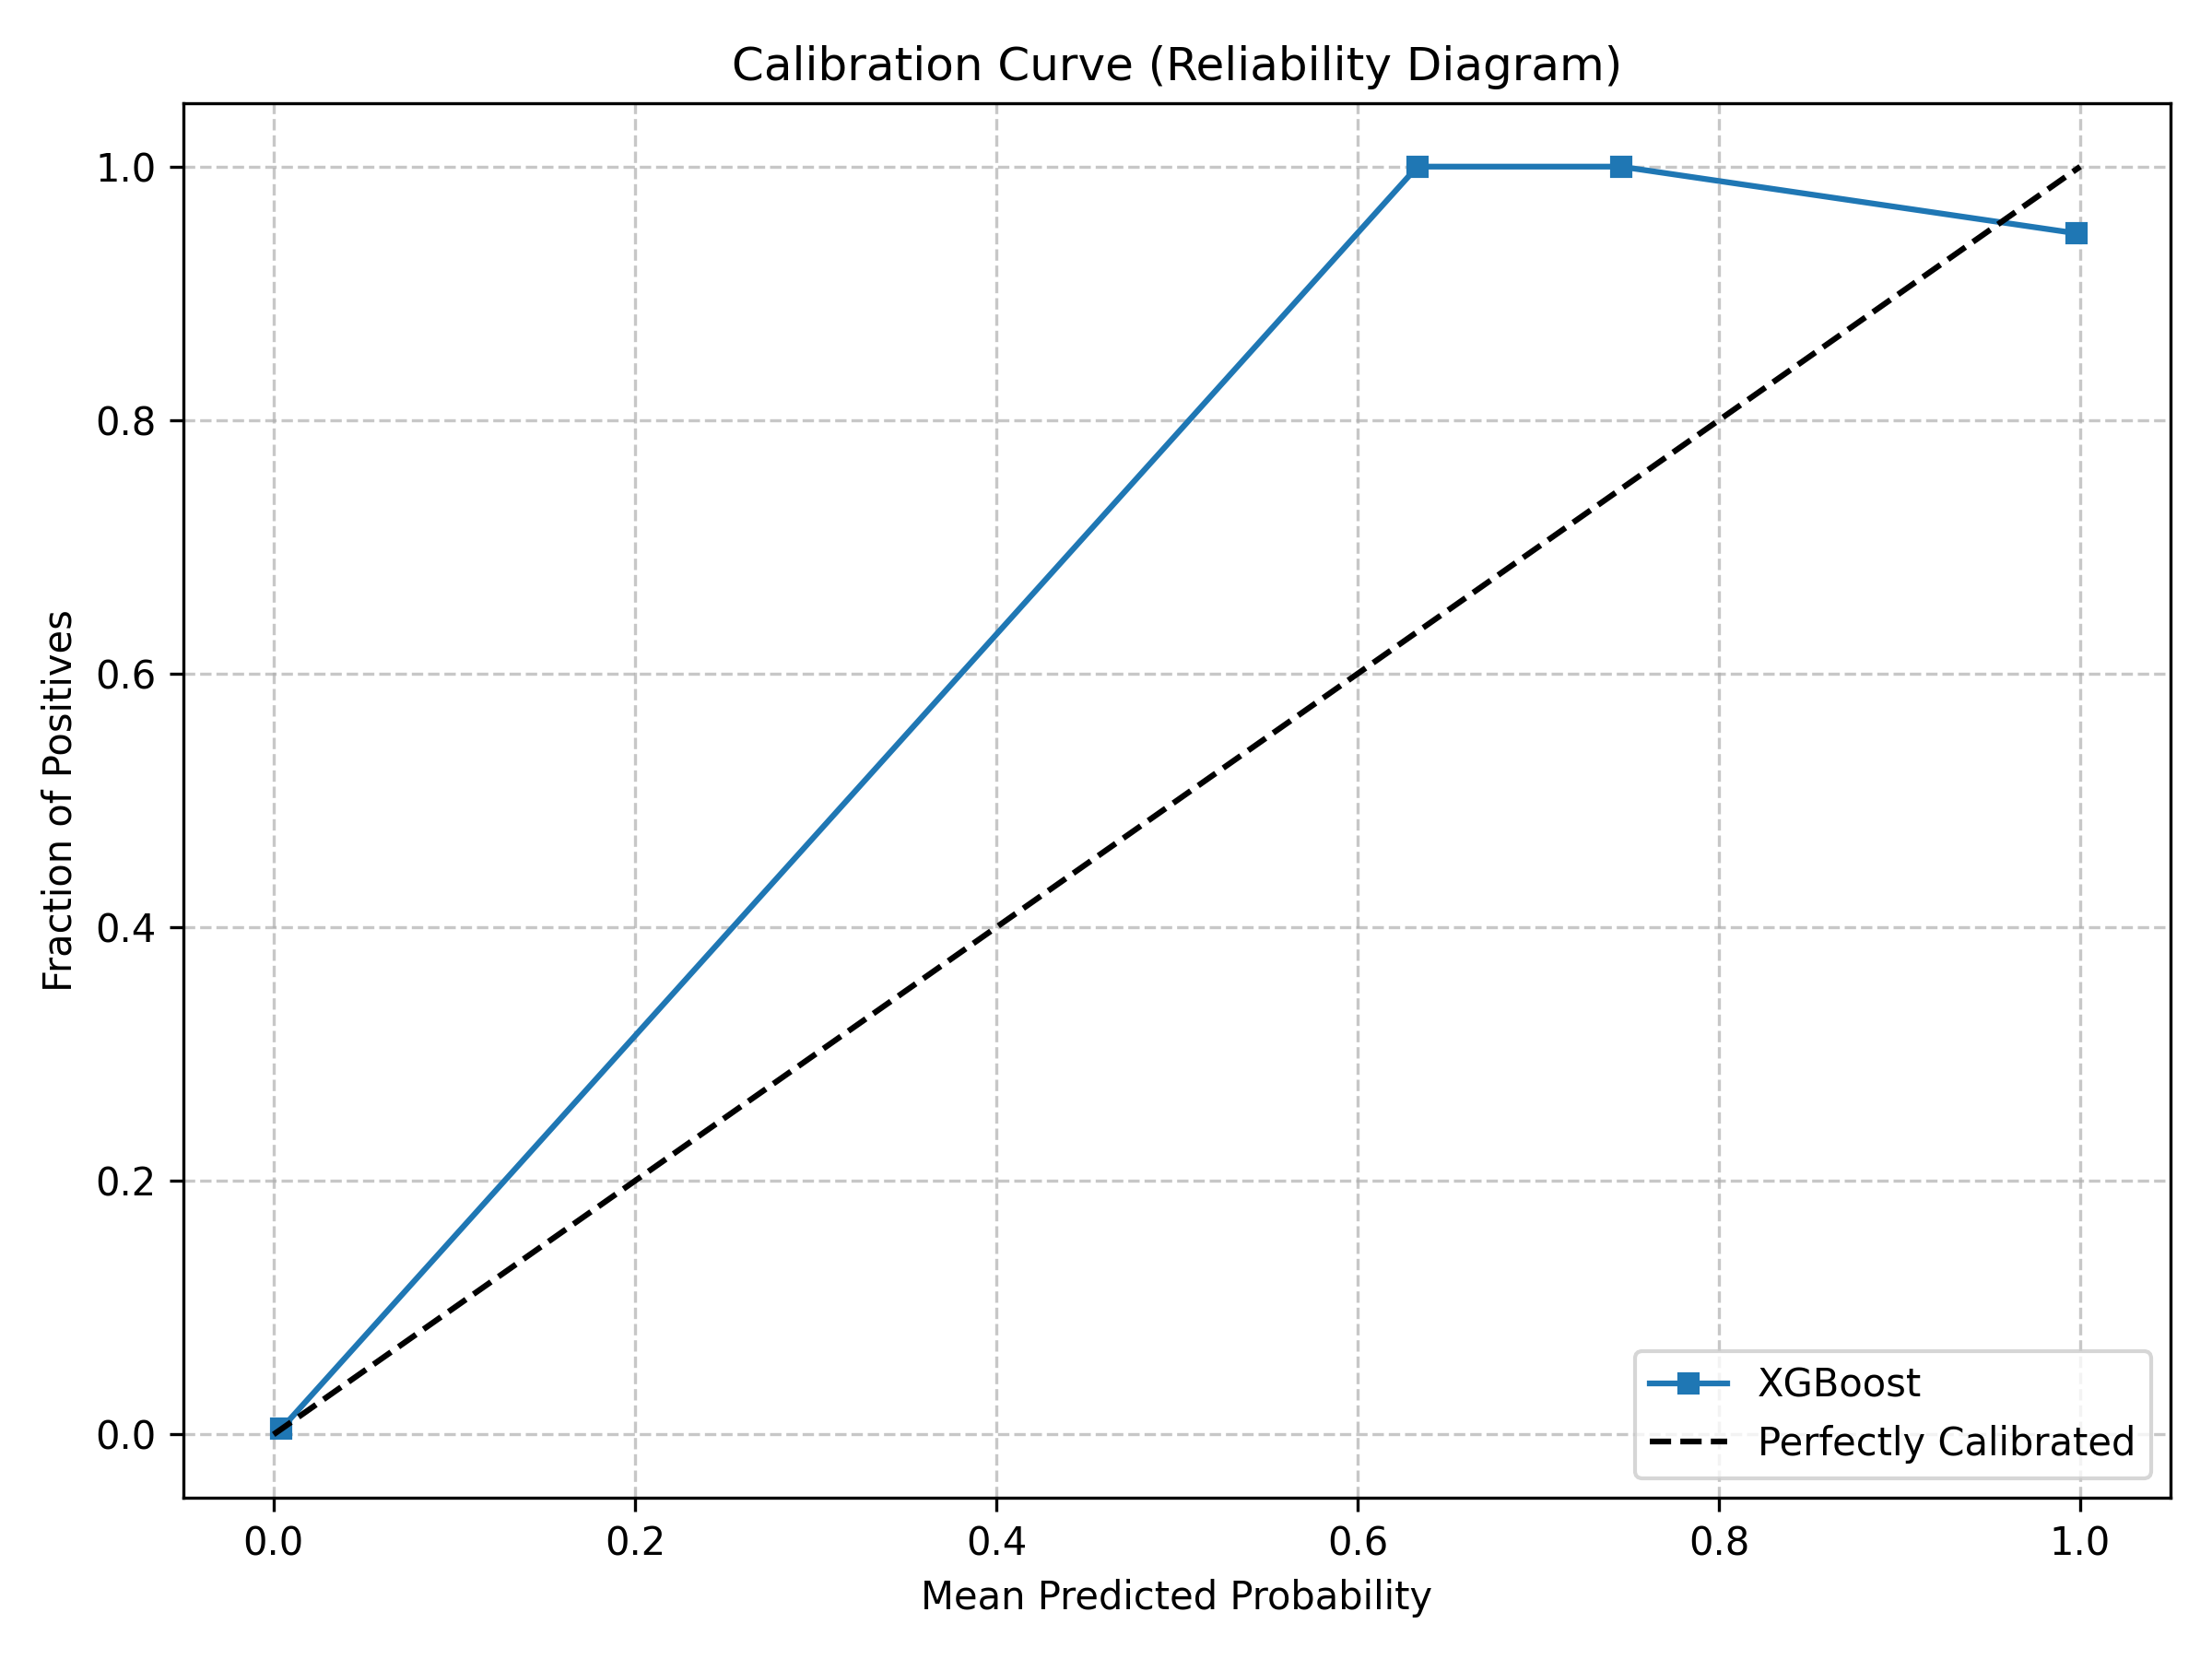 Calibration Curve (Reliability Diagram)
1.0
0.8
0.6
0.4
0.2
0.0
Fraction of Positives
XGBoost
Perfectly Calibrated
0.0 0.2 0.4 0.6 0.8 1.0
Mean Predicted Probability